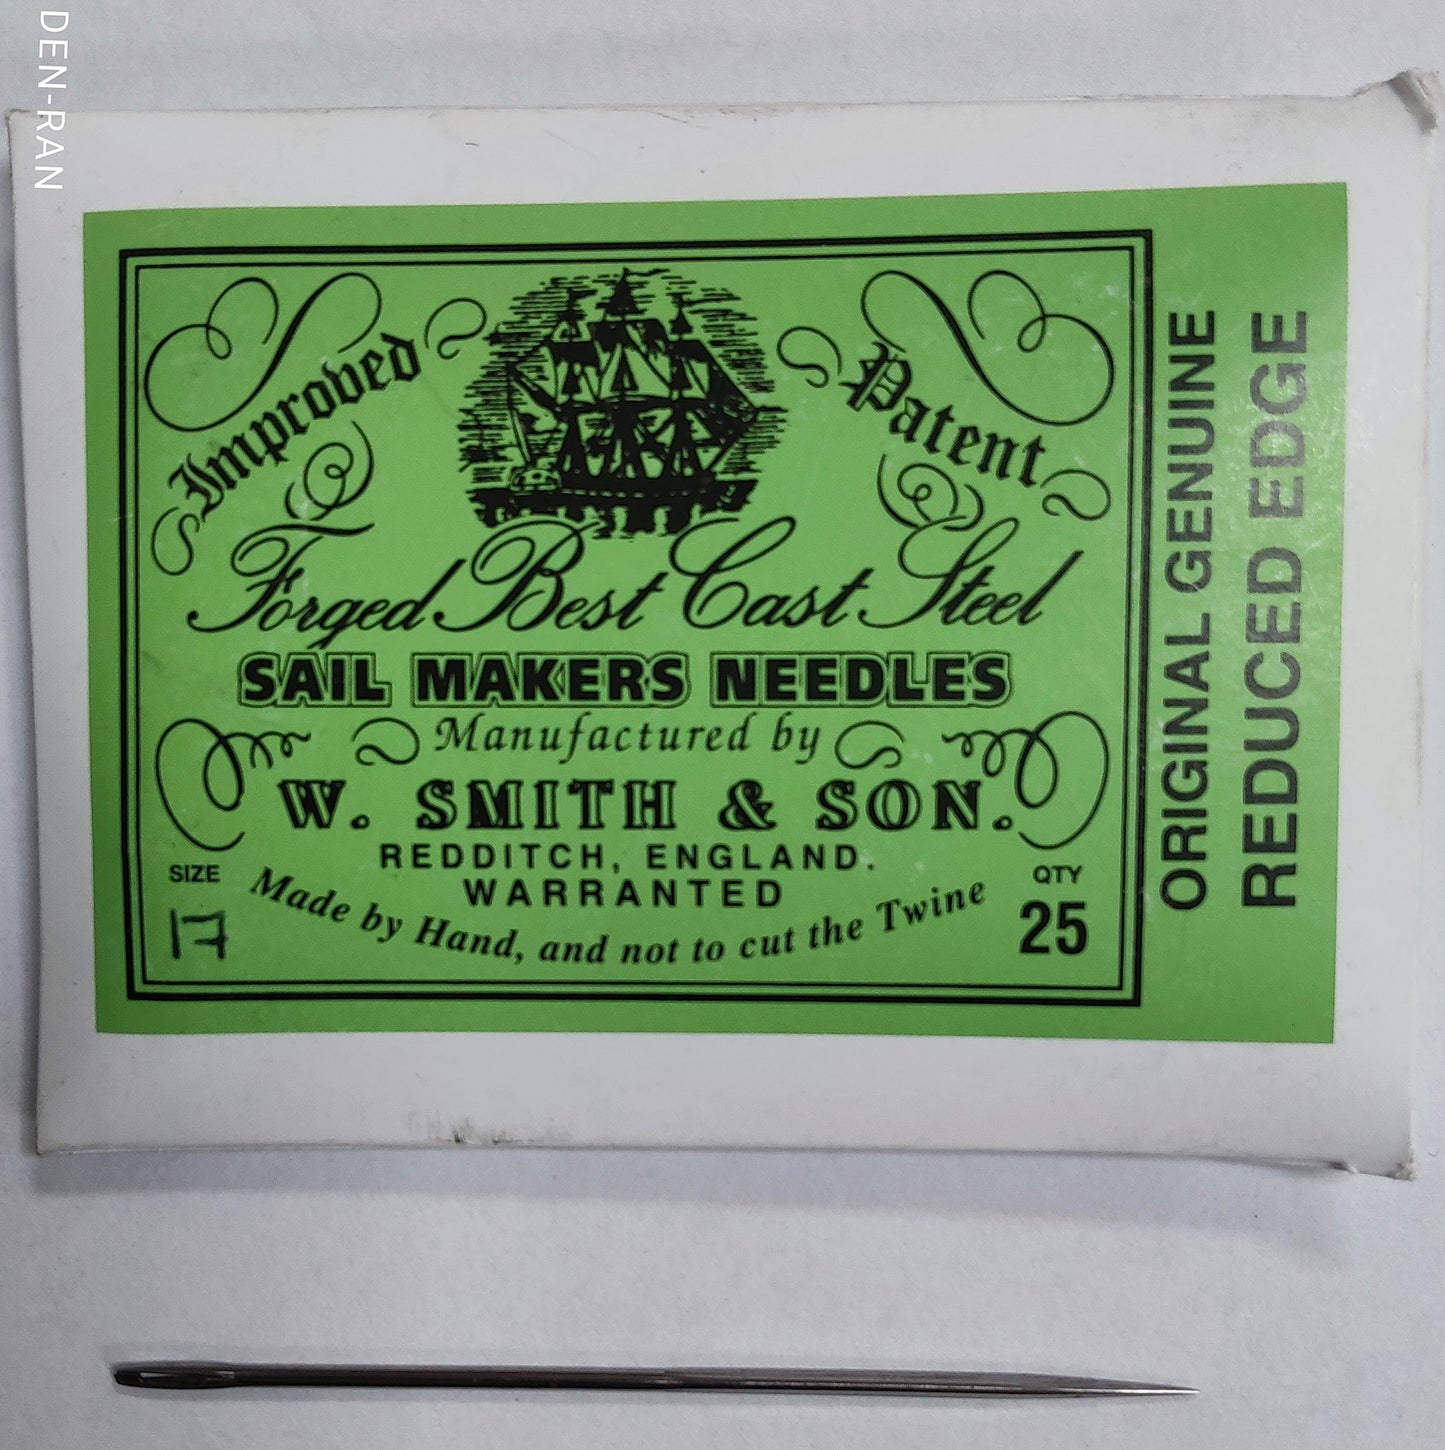 DEN-RAN
Improved Patent
Forged Best Cast Steel
SAIL MAKERS NEEDLES
Manufactured by
W. SMITH & SON.
REDDITCH, ENGLAND.
WARRANTED
Made by Hand, and not to cut the Twine
SIZE
17
QTY
25
ORIGINAL GENUINE
REDUCED EDGE